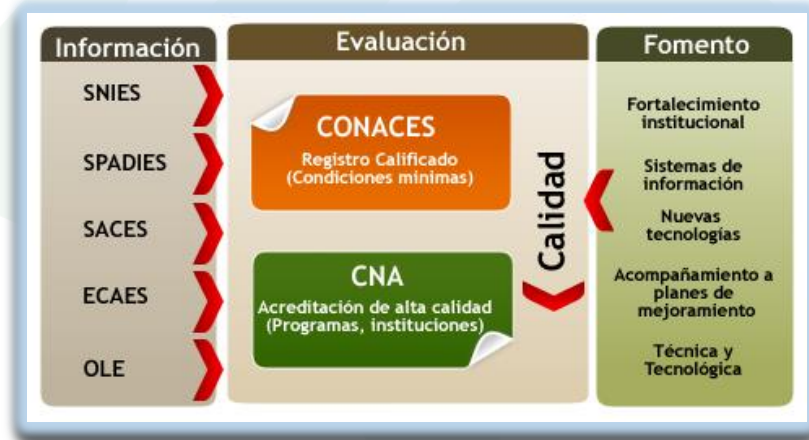 Información
SNIES
SPADIES
SACES
ECAES
OLE
Evaluación
CONACES
Registro Calificado
(Condiciones minimas)
CNA
Acreditación de alta calidad
(Programas, instituciones)
Calidad
Fomento
Fortalecimiento
institucional
Sistemas de
información
Nuevas
tecnologías
Acompañamiento a
planes de
mejoramiento
Técnica y
Tecnológica